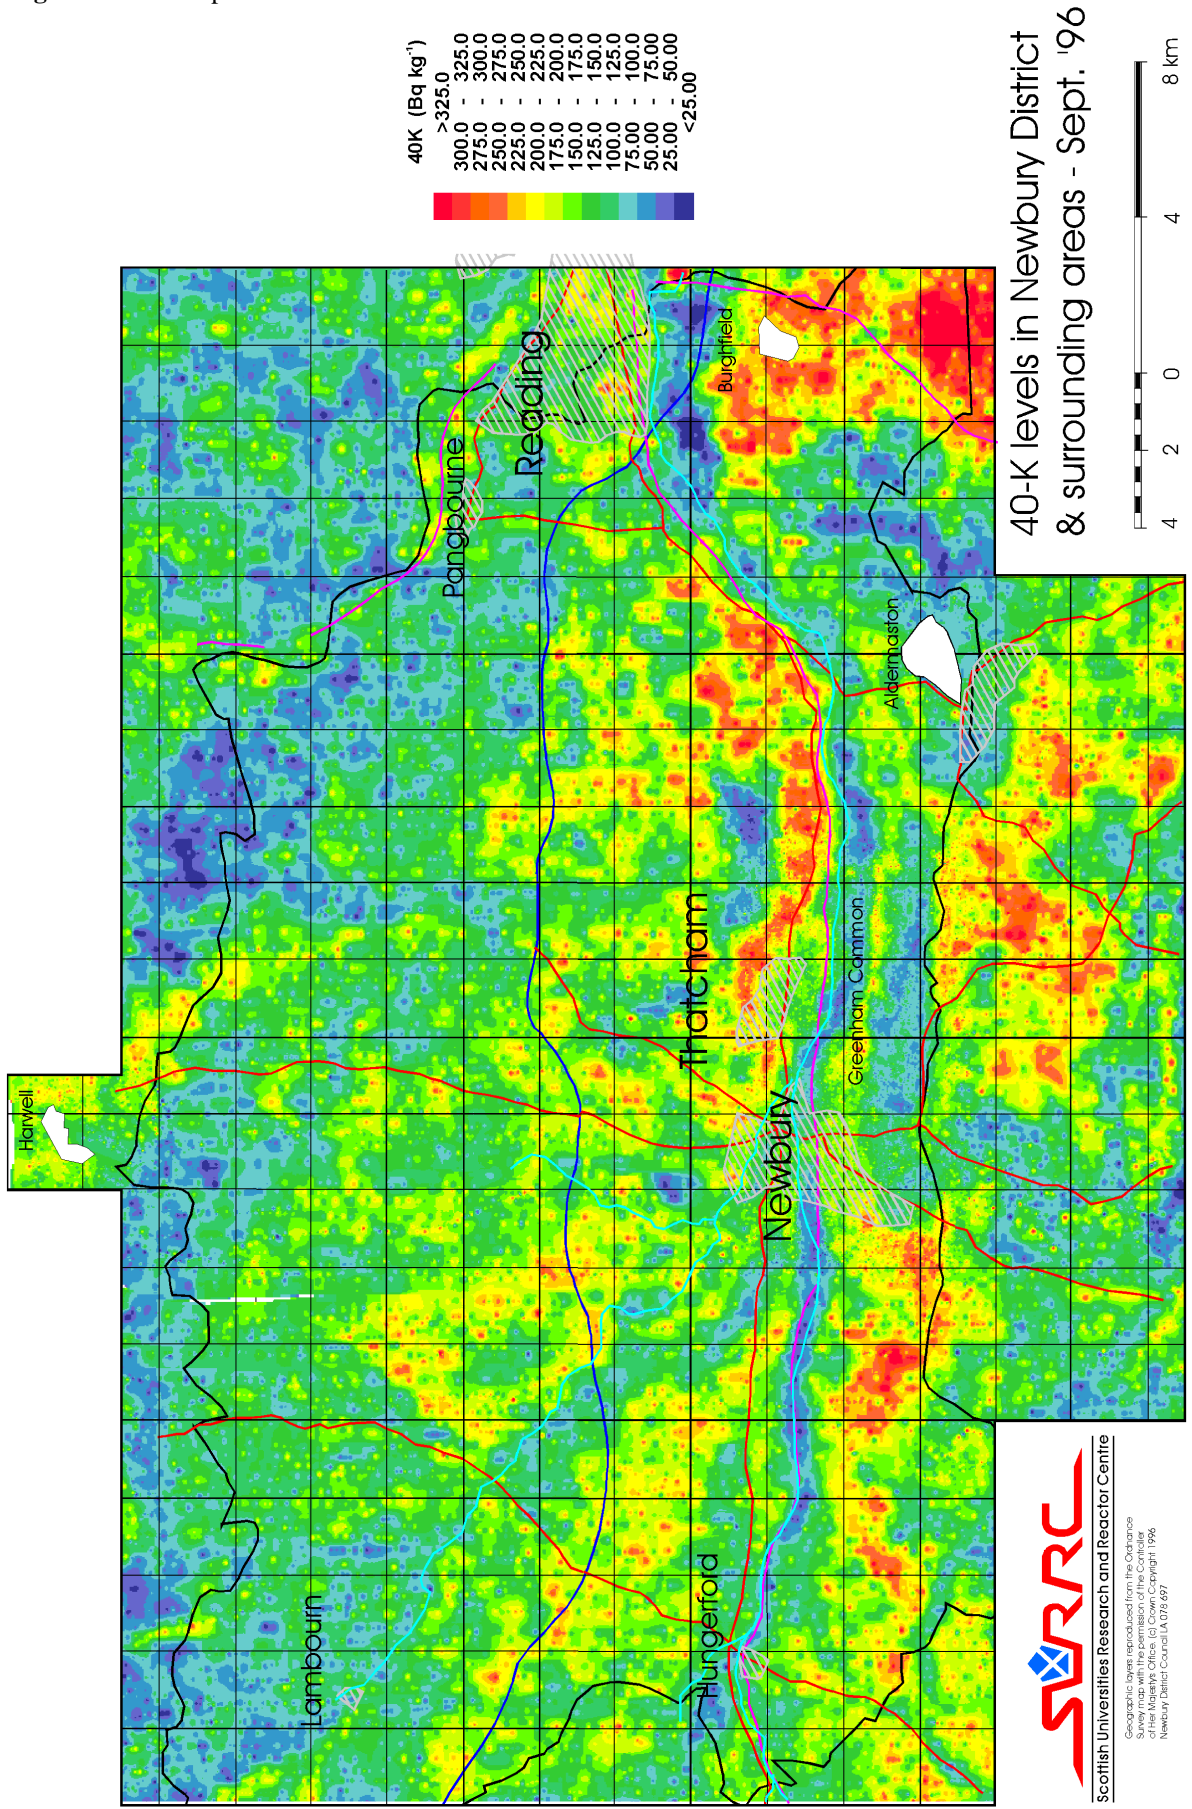 40K (Bq kg⁻¹)
>325.0
300.0 - 325.0
275.0 - 300.0
250.0 - 275.0
225.0 - 250.0
200.0 - 225.0
175.0 - 200.0
150.0 - 175.0
125.0 - 150.0
100.0 - 125.0
75.00 - 100.0
50.00 - 75.00
25.00 - 50.00
<25.00
40-K levels in Newbury District
& surrounding areas - Sept. '96
4 2 0 4 8 km
Harwell
Lambourn
Pangbourne
Reading
Burghfield
Thatcham
Aldermaston
Greenham Common
Newbury
Hungerford
SURRC
Scottish Universities Research and Reactor Centre
Geographic layers reproduced from the Ordnance
Survey map with the permission of the Controller
of Her Majesty's Office, (c) Crown Copyright 1996
Newbury District Council LA 078 697